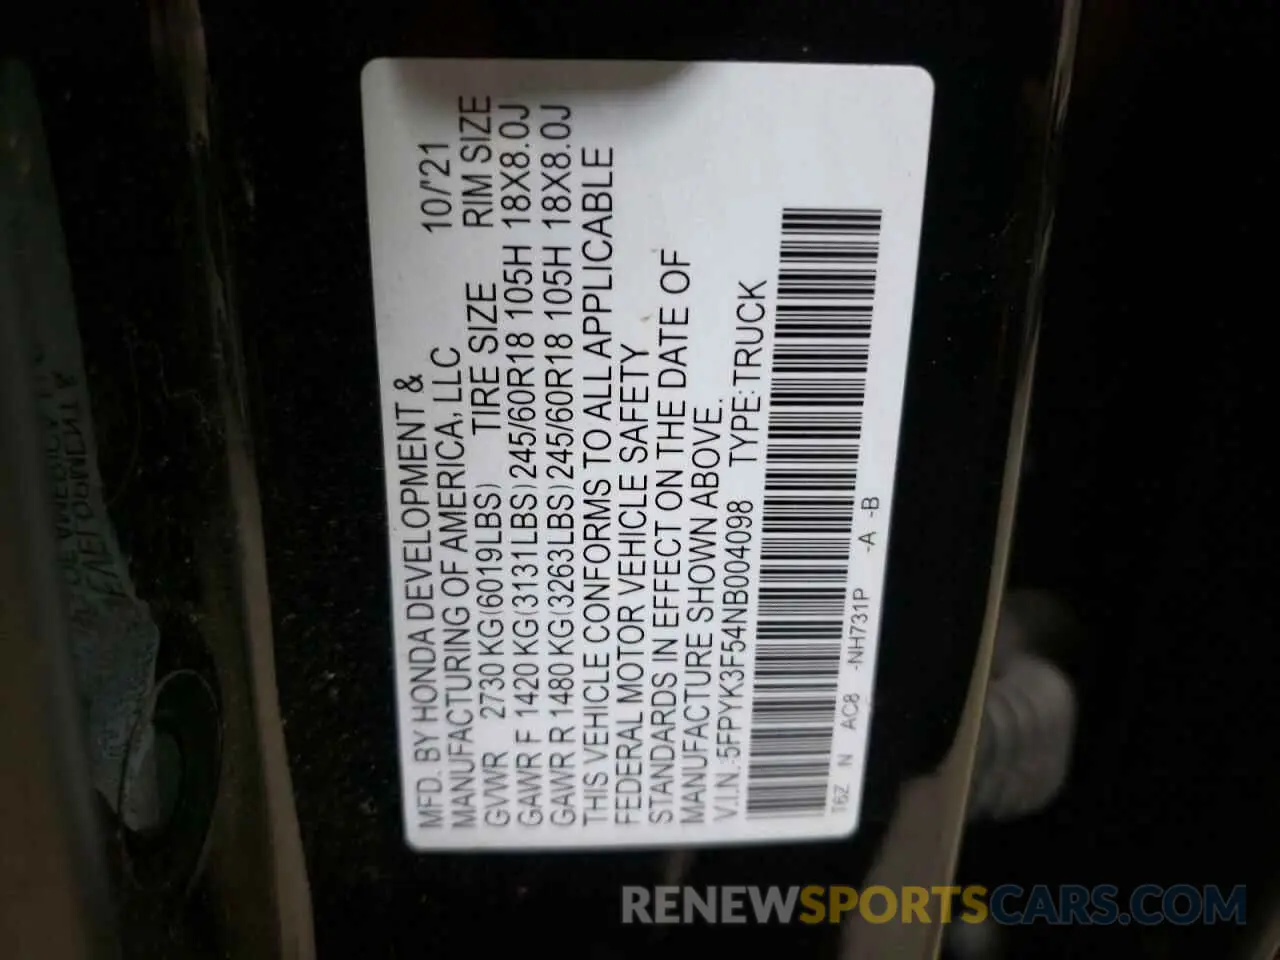 MFD. BY HONDA DEVELOPMENT &
MANUFACTURING OF AMERICA, LLC 10/'21
GVWR 2730 KG(6019LBS) TIRE SIZE RIM SIZE
GAWR F 1420 KG(3131LBS) 245/60R18 105H 18X8.0J
GAWR R 1480 KG(3263LBS) 245/60R18 105H 18X8.0J
THIS VEHICLE CONFORMS TO ALL APPLICABLE
FEDERAL MOTOR VEHICLE SAFETY
STANDARDS IN EFFECT ON THE DATE OF
MANUFACTURE SHOWN ABOVE.
V.I.N.:5FPYK3F54NB004098 TYPE:TRUCK
T6Z N AC8 -NH731P -A -B
RENEWSPORTSCARS.COM